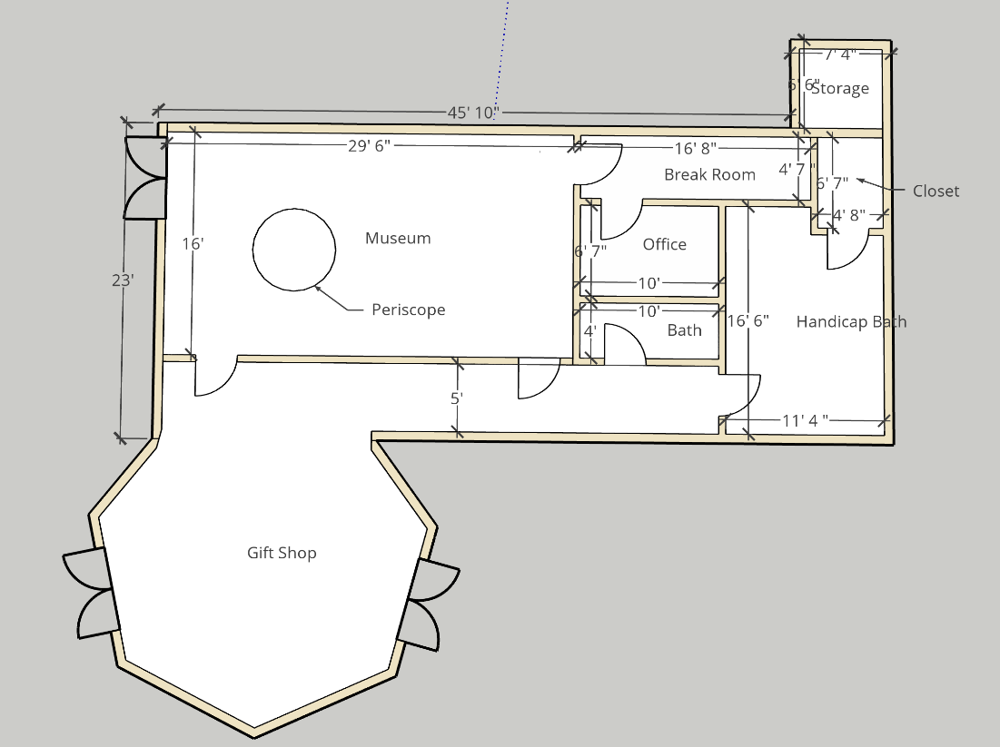 7' 4"
5' 6"
Storage
45' 10"
29' 6"
16' 8"
Break Room
4' 7"
6' 7"
Closet
4' 8"
Museum
16'
6' 7"
Office
10'
23'
Periscope
10'
4'
Bath
16' 6"
Handicap Bath
5'
11' 4 "
Gift Shop